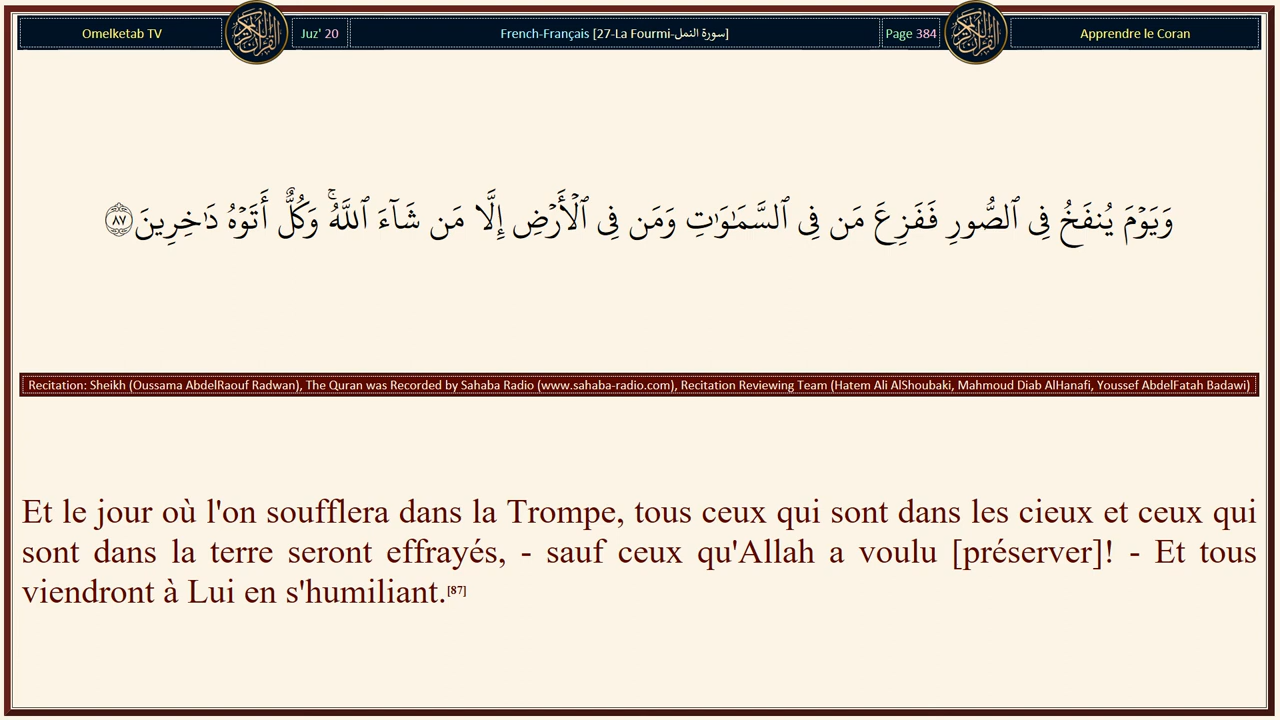 Omelketab TV
Juz' 20
French-Français [27-La Fourmi-سورة النمل]
Page 384
Apprendre le Coran
وَيَوْمَ يُنفَخُ فِى ٱلصُّورِ فَفَزِعَ مَن فِى ٱلسَّمَٰوَٰتِ وَمَن فِى ٱلْأَرْضِ إِلَّا مَن شَآءَ ٱللَّهُ ۚ وَكُلٌّ أَتَوْهُ دَٰخِرِينَ ٨٧
Recitation: Sheikh (Oussama AbdelRaouf Radwan), The Quran was Recorded by Sahaba Radio (www.sahaba-radio.com), Recitation Reviewing Team (Hatem Ali AlShoubaki, Mahmoud Diab AlHanafi, Youssef AbdelFatah Badawi)
Et le jour où l'on soufflera dans la Trompe, tous ceux qui sont dans les cieux et ceux qui
sont dans la terre seront effrayés, - sauf ceux qu'Allah a voulu [préserver]! - Et tous
viendront à Lui en s'humiliant.[87]